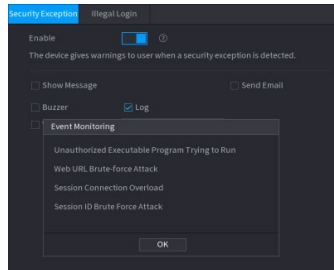 Security Exception Illegal Login
Enable
The device gives warnings to user when a security exception is detected.
Show Message Send Email
Buzzer Log
Event Monitoring
Unauthorized Executable Program Trying to Run
Web URL Brute-force Attack
Session Connection Overload
Session ID Brute Force Attack
OK